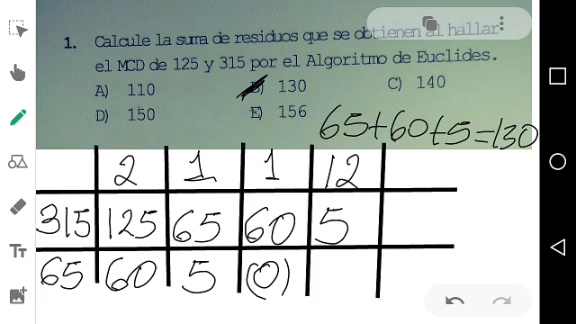 1. Calcule la suma de residuos que se obtienen al hallar
el MCD de 125 y 315 por el Algoritmo de Euclides.
A) 110 B) 130 C) 140
D) 150 E) 156
65+60+5=130
2 1 1 12
315 125 65 60 5
65 60 5 (0)
Tt